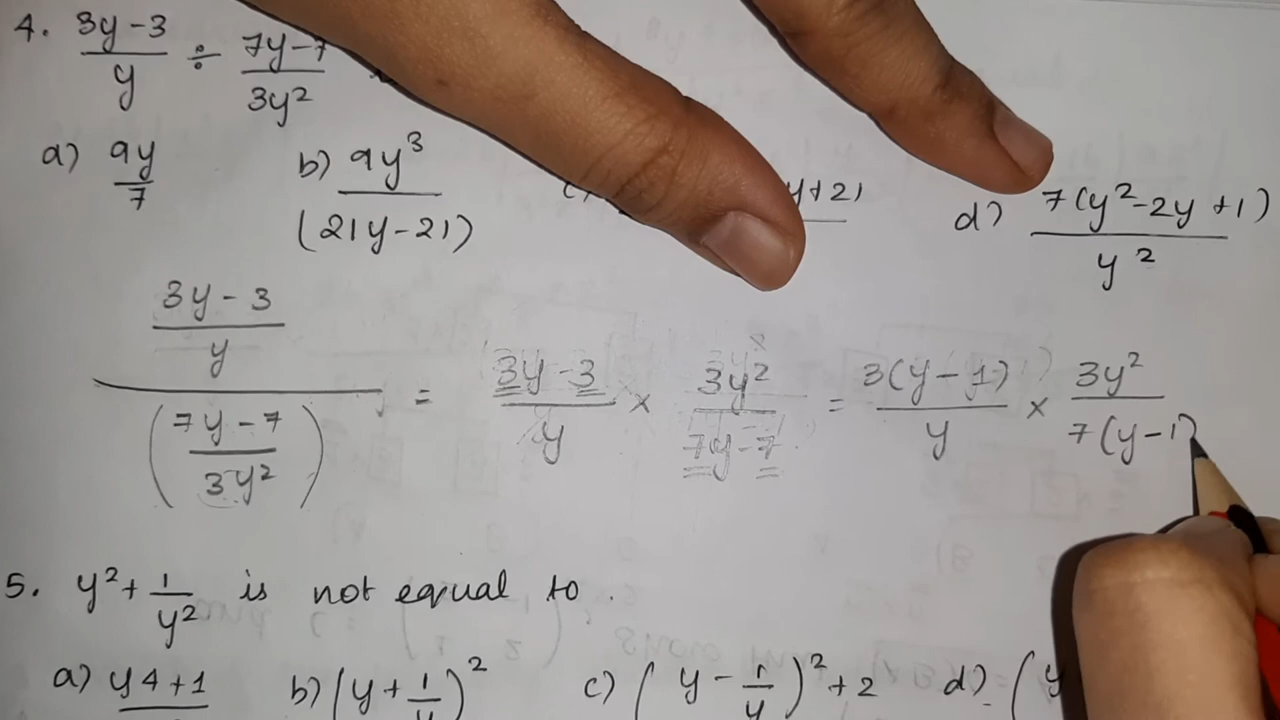 4. (3y-3)/y ÷ (7y-7)/3y²
a) 9y/7 b) 9y³/(21y-21) y+21 d) 7(y²-2y+1)/y²
(3y-3)/y / ((7y-7)/3y²) = (3y-3)/y × 3y²/(7y-7) = 3(y-1)/y × 3y²/7(y-1)
5. y²+1/y² is not equal to.
a) y4+1 b) (y+1/y)² c) (y-1/y)²+2 d) (y